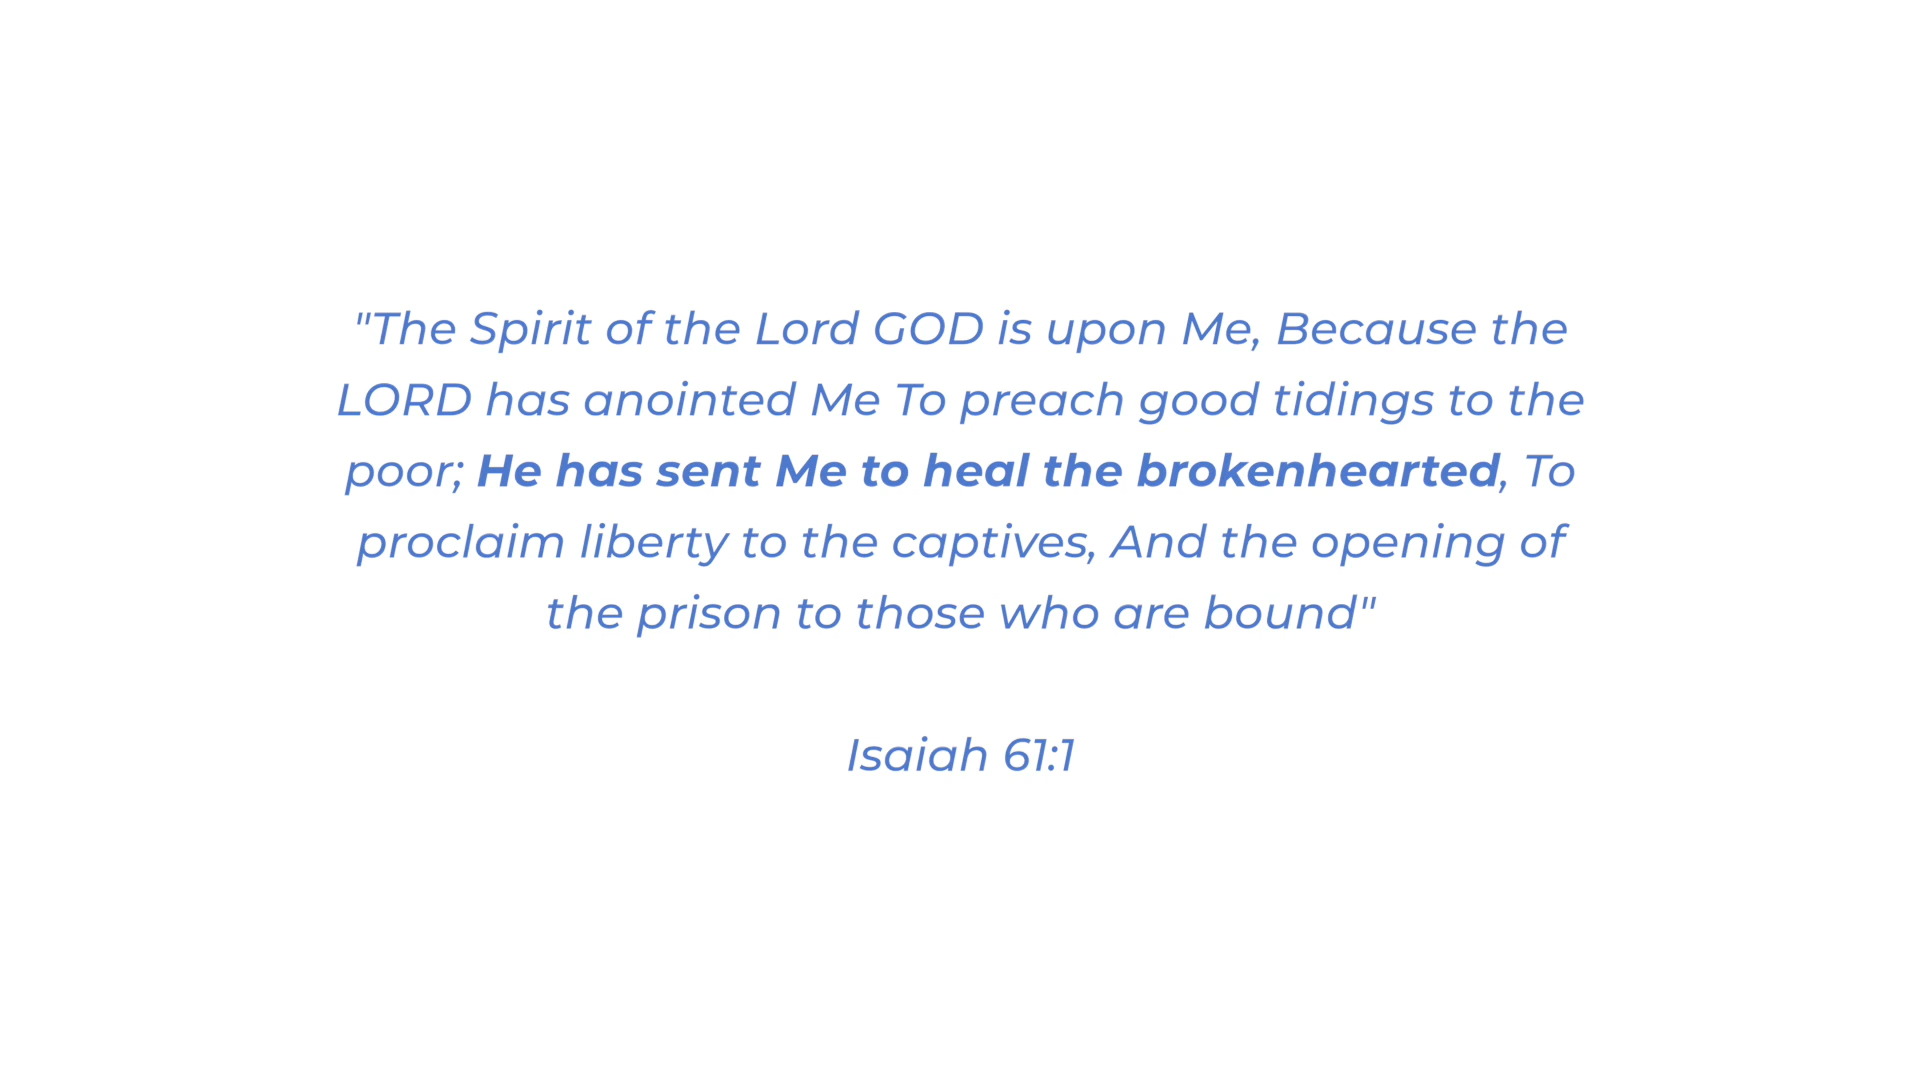 "The Spirit of the Lord GOD is upon Me, Because the
LORD has anointed Me To preach good tidings to the
poor; He has sent Me to heal the brokenhearted, To
proclaim liberty to the captives, And the opening of
the prison to those who are bound"
Isaiah 61:1